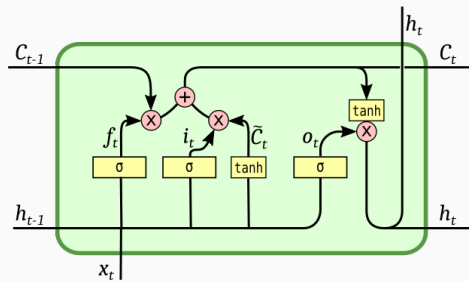 h_t
C_{t-1}
C_t
+
tanh
x
x
x
f_t
i_t
C̃_t
o_t
σ
σ
tanh
σ
h_{t-1}
h_t
x_t